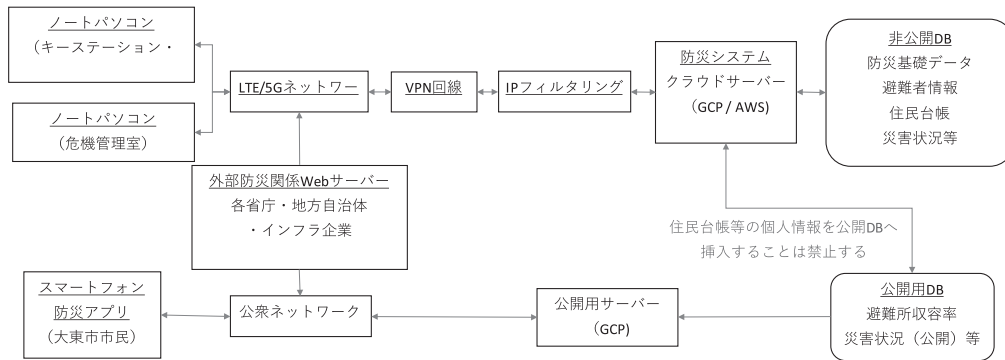 ノートパソコン
（キーステーション・
ノートパソコン
（危機管理室）
LTE/5Gネットワー
VPN回線
IPフィルタリング
防災システム
クラウドサーバー
（GCP / AWS）
非公開DB
防災基礎データ
避難者情報
住民台帳
災害状況等
外部防災関係Webサーバー
各省庁・地方自治体
・インフラ企業
住民台帳等の個人情報を公開DBへ
挿入することは禁止する
スマートフォン
防災アプリ
（大東市市民）
公衆ネットワーク
公開用サーバー
（GCP）
公開用DB
避難所収容率
災害状況（公開）等